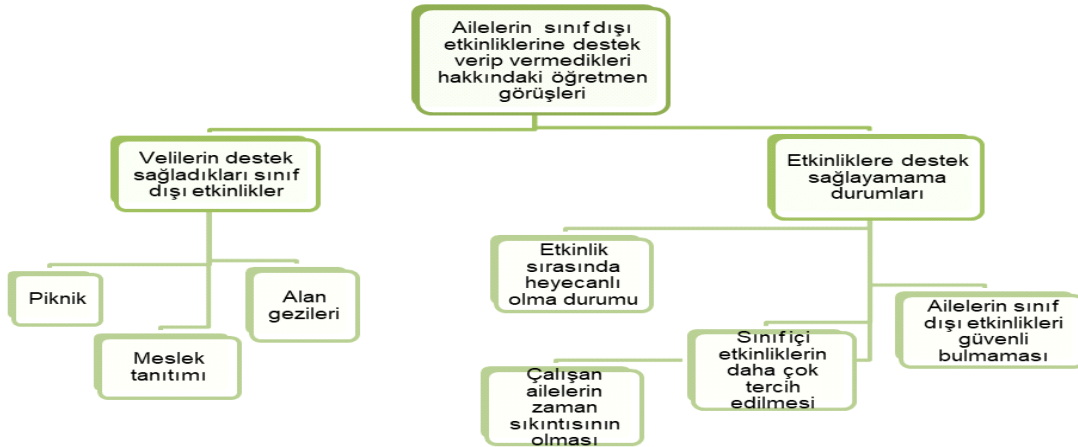 Ailelerin sınıf dışı
etkinliklerine destek
verip vermedikleri
hakkındaki öğretmen
görüşleri
Velilerin destek
sağladıkları sınıf
dışı etkinlikler
Etkinliklere destek
sağlayamama
durumları
Piknik
Meslek
tanıtımı
Alan
gezileri
Etkinlik
sırasında
heyecanlı
olma durumu
Çalışan
ailelerin
zaman
sıkıntısının
olması
Sınıf içi
etkinliklerin
daha çok
tercih
edilmesi
Ailelerin sınıf
dışı etkinlikleri
güvenli
bulmaması